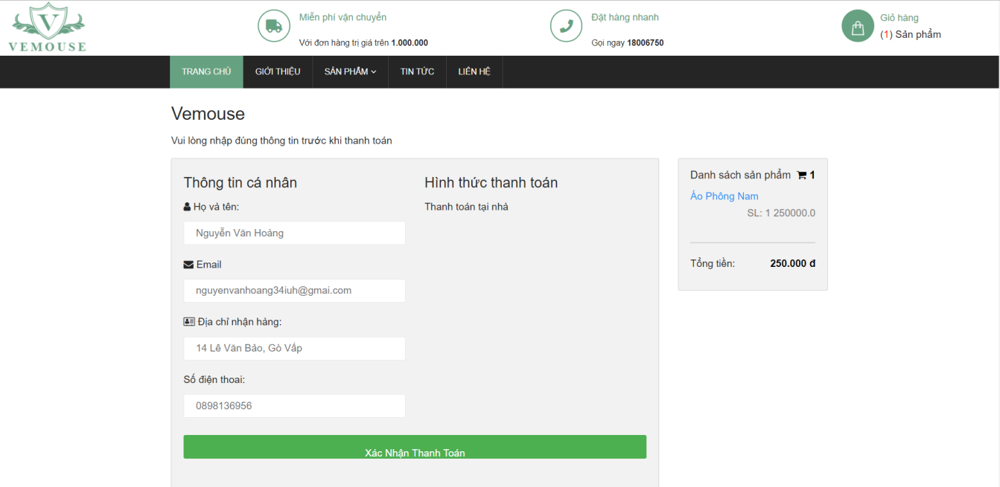 V
VEMOUSE
Miễn phí vận chuyển
Với đơn hàng trị giá trên 1.000.000
Đặt hàng nhanh
Gọi ngay 18006750
Giỏ hàng
(1) Sản phẩm
TRANG CHỦ GIỚI THIỆU SẢN PHẨM TIN TỨC LIÊN HỆ
Vemouse
Vui lòng nhập đúng thông tin trước khi thanh toán
Thông tin cá nhân
Họ và tên:
Nguyễn Văn Hoảng
Email
nguyenvanhoang34iuh@gmai.com
Địa chỉ nhận hàng:
14 Lê Văn Bảo, Gò Vắp
Số điện thoai:
0898136956
Hình thức thanh toán
Thanh toán tại nhà
Xác Nhận Thanh Toán
Danh sách sản phẩm 1
Áo Phông Nam
SL: 1 250000.0
Tổng tiền: 250.000 đ